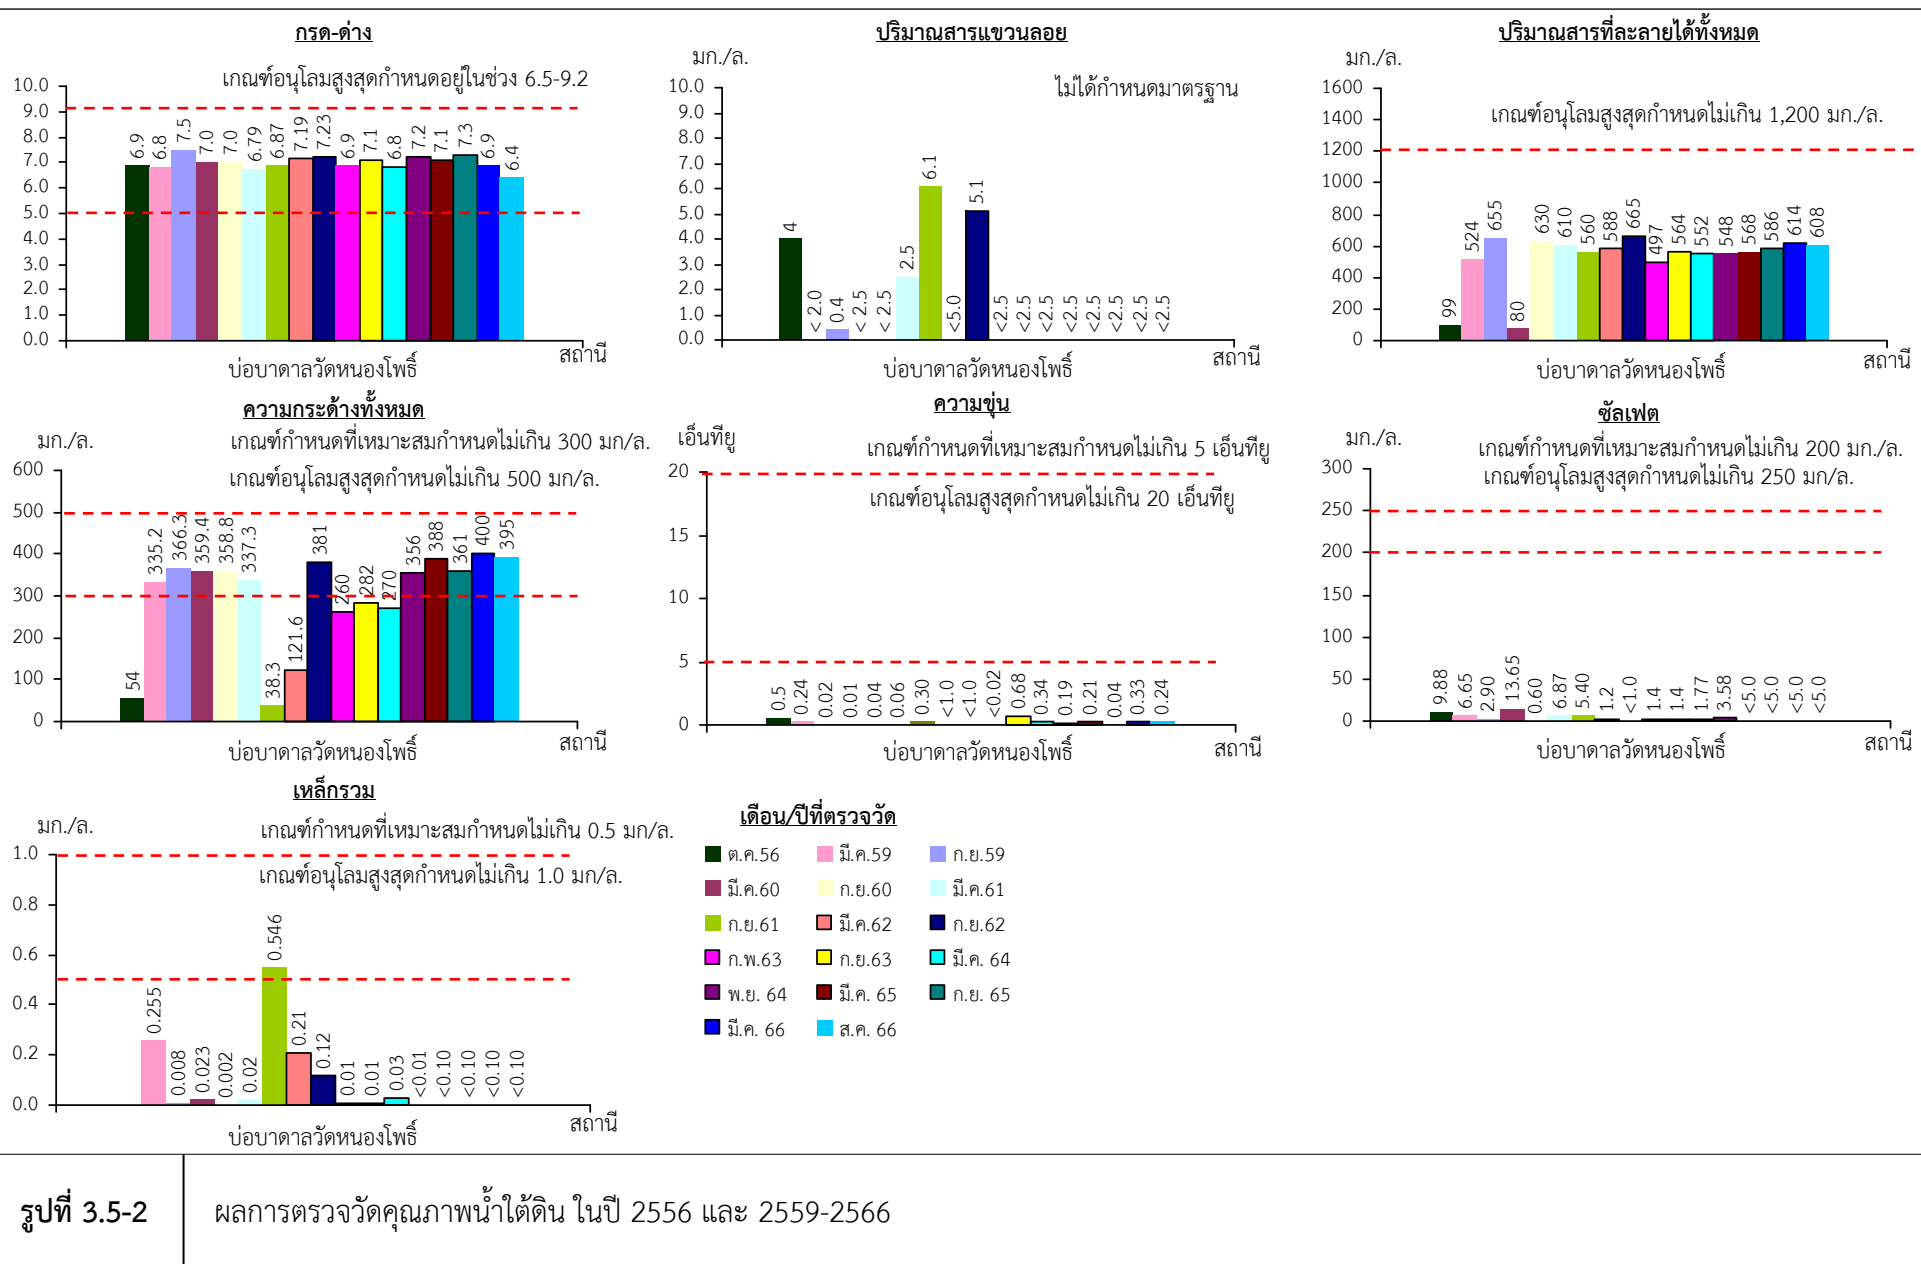 กรด-ด่าง
เกณฑ์อนุโลมสูงสุดกำหนดอยู่ในช่วง 6.5-9.2
10.0
9.0
8.0
7.0
6.0
5.0
4.0
3.0
2.0
1.0
0.0
6.9 6.8 7.5 7.0 7.0 6.79 6.87 7.19 7.23 6.9 7.1 6.8 7.2 7.1 7.3 6.9 6.4
สถานี
บ่อบาดาลวัดหนองโพธิ์
ปริมาณสารแขวนลอย
มก./ล.
ไม่ได้กำหนดมาตรฐาน
10.0
9.0
8.0
7.0
6.0
5.0
4.0
3.0
2.0
1.0
0.0
4 < 2.0 0.4 < 2.5 < 2.5 2.5 6.1 <5.0 5.1 <2.5 <2.5 <2.5 <2.5 <2.5 <2.5 <2.5 <2.5
สถานี
บ่อบาดาลวัดหนองโพธิ์
ปริมาณสารที่ละลายได้ทั้งหมด
มก./ล.
เกณฑ์อนุโลมสูงสุดกำหนดไม่เกิน 1,200 มก./ล.
1600
1400
1200
1000
800
600
400
200
0
99 524 655 80 630 610 560 588 665 497 564 552 548 568 586 614 608
สถานี
บ่อบาดาลวัดหนองโพธิ์
ความกระด้างทั้งหมด
มก./ล.
เกณฑ์กำหนดที่เหมาะสมกำหนดไม่เกิน 300 มก/ล.
เกณฑ์อนุโลมสูงสุดกำหนดไม่เกิน 500 มก/ล.
600
500
400
300
200
100
0
54 335.2 366.3 359.4 358.8 337.3 38.3 121.6 381 260 282 270 356 388 361 400 395
สถานี
บ่อบาดาลวัดหนองโพธิ์
ความขุ่น
เอ็นทียู
เกณฑ์กำหนดที่เหมาะสมกำหนดไม่เกิน 5 เอ็นทียู
เกณฑ์อนุโลมสูงสุดกำหนดไม่เกิน 20 เอ็นทียู
20
15
10
5
0
0.5 0.24 0.02 0.01 0.04 0.06 0.30 <1.0 <1.0 <0.02 0.68 0.34 0.19 0.21 0.04 0.33 0.24
สถานี
บ่อบาดาลวัดหนองโพธิ์
ซัลเฟต
มก./ล.
เกณฑ์กำหนดที่เหมาะสมกำหนดไม่เกิน 200 มก./ล.
เกณฑ์อนุโลมสูงสุดกำหนดไม่เกิน 250 มก/ล.
300
250
200
150
100
50
0
9.88 6.65 2.90 13.65 0.60 6.87 5.40 1.2 <1.0 1.4 1.4 1.77 3.58 <5.0 <5.0 <5.0 <5.0
สถานี
บ่อบาดาลวัดหนองโพธิ์
เหล็กรวม
มก./ล.
เกณฑ์กำหนดที่เหมาะสมกำหนดไม่เกิน 0.5 มก/ล.
เกณฑ์อนุโลมสูงสุดกำหนดไม่เกิน 1.0 มก/ล.
1.0
0.8
0.6
0.4
0.2
0.0
0.255 0.008 0.023 0.002 0.02 0.546 0.21 0.12 0.01 0.01 0.03 <0.01 <0.10 <0.10 <0.10 <0.10
สถานี
บ่อบาดาลวัดหนองโพธิ์
เดือน/ปีที่ตรวจวัด
ต.ค.56 มี.ค.59 ก.ย.59
มี.ค.60 ก.ย.60 มี.ค.61
ก.ย.61 มี.ค.62 ก.ย.62
ก.พ.63 ก.ย.63 มี.ค. 64
พ.ย. 64 มี.ค. 65 ก.ย. 65
มี.ค. 66 ส.ค. 66
รูปที่ 3.5-2 ผลการตรวจวัดคุณภาพน้ำใต้ดิน ในปี 2556 และ 2559-2566